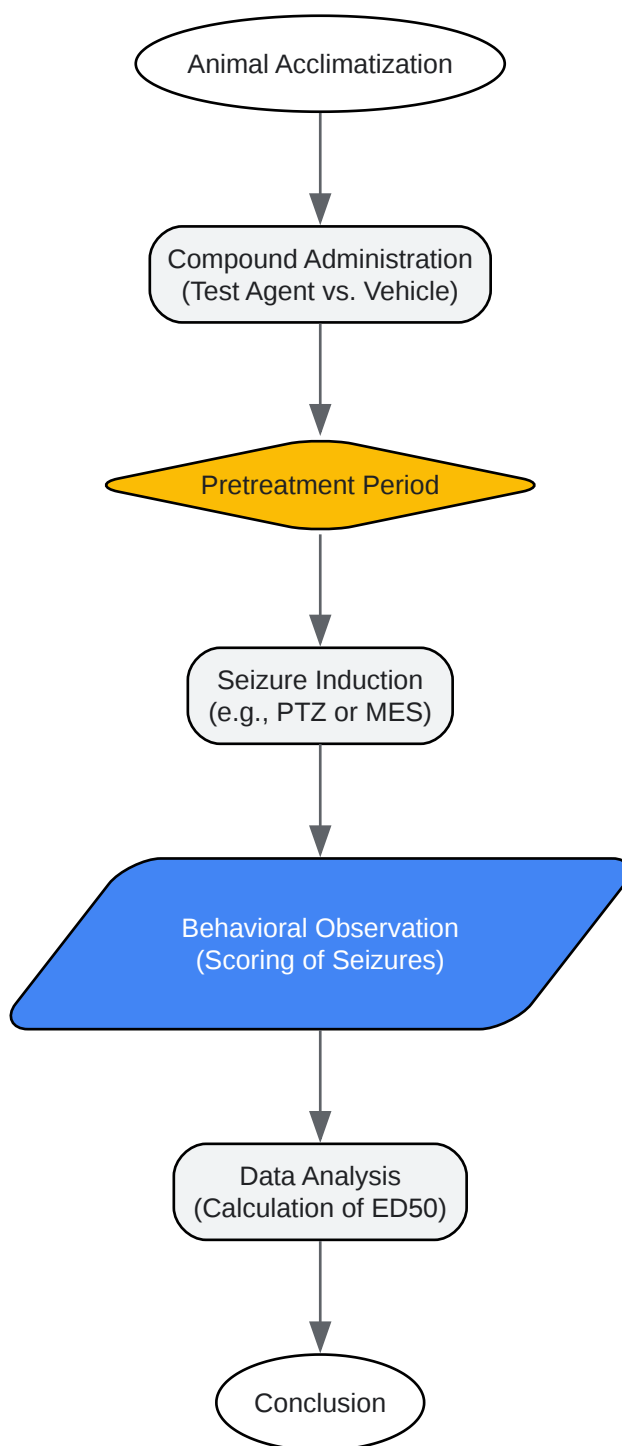 Animal Acclimatization
Compound Administration
(Test Agent vs. Vehicle)
Pretreatment Period
Seizure Induction
(e.g., PTZ or MES)
Behavioral Observation
(Scoring of Seizures)
Data Analysis
(Calculation of ED50)
Conclusion